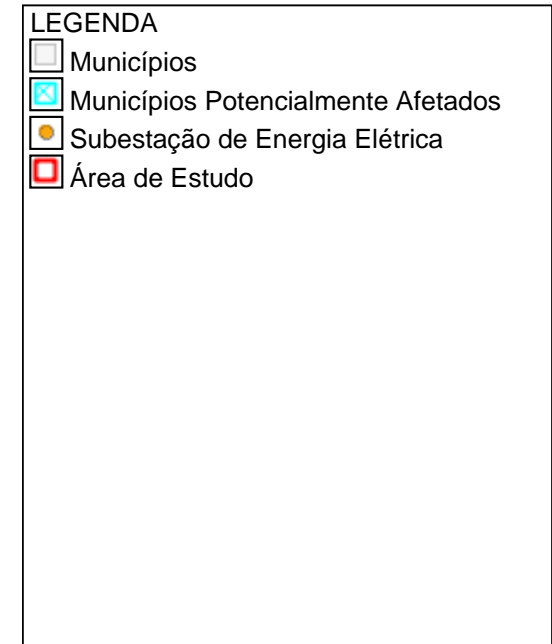 LEGENDA
Municípios
Municípios Potencialmente Afetados
Subestação de Energia Elétrica
Área de Estudo